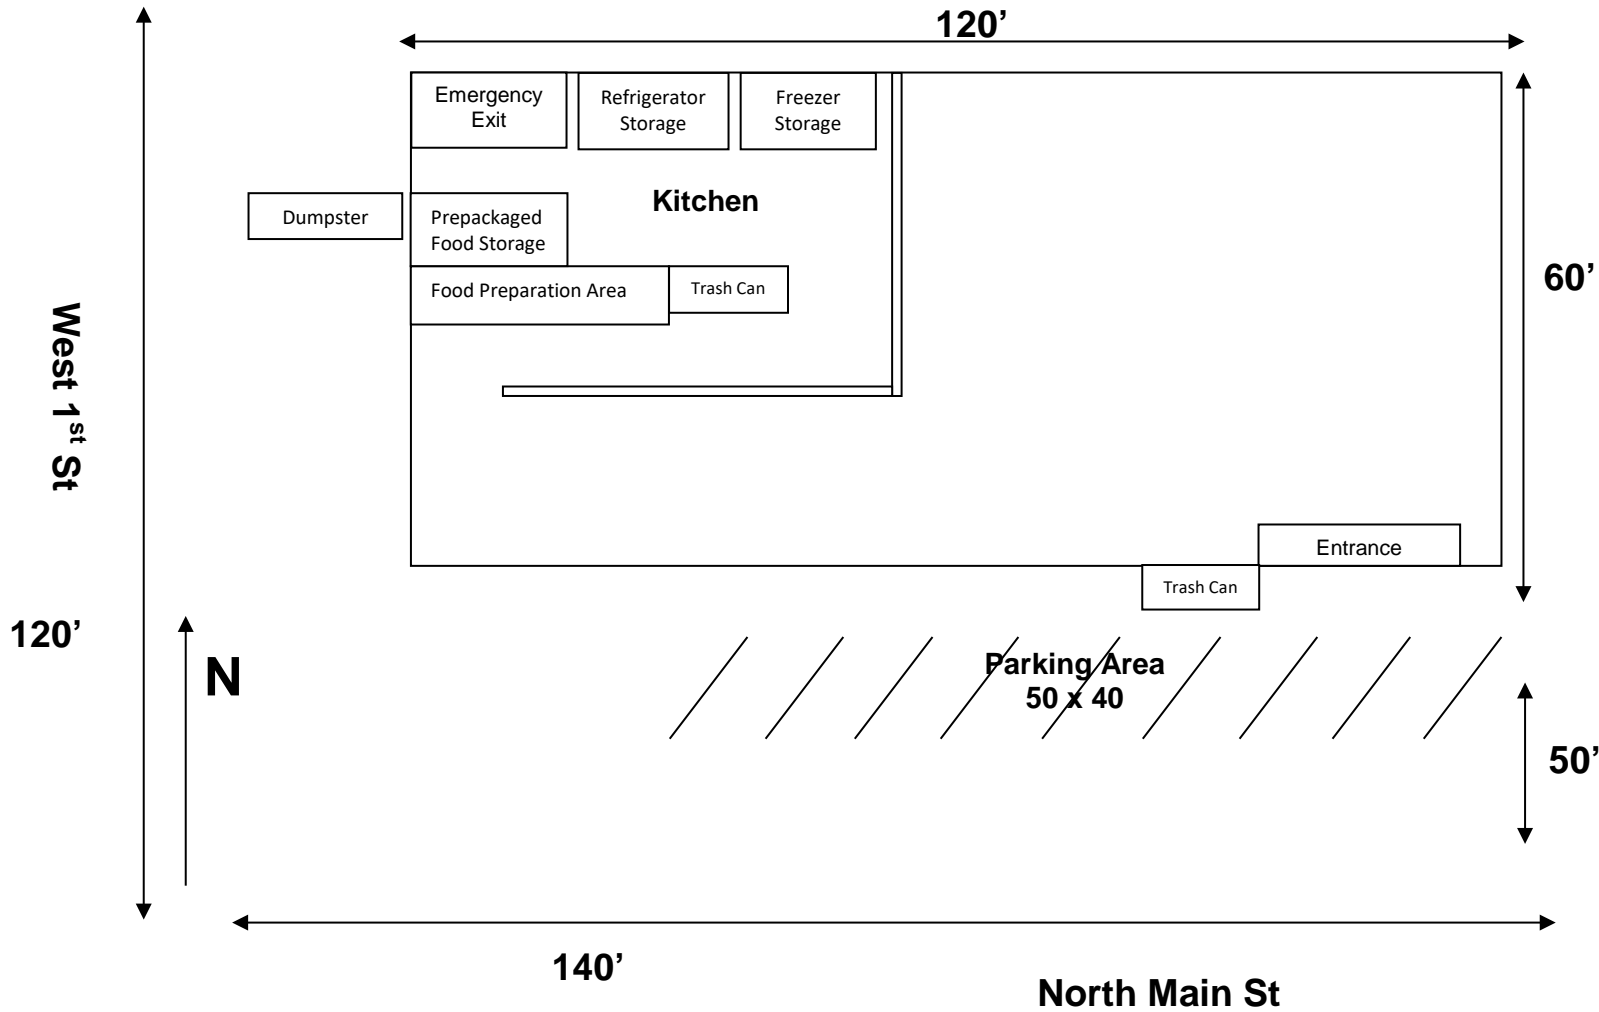 120’
Emergency
Exit
Refrigerator
Storage
Freezer
Storage
Kitchen
Dumpster
Prepackaged
Food Storage
Food Preparation Area
Trash Can
60’
West 1st St
Entrance
Trash Can
120’
N
Parking Area
50 x 40
50’
140’
North Main St